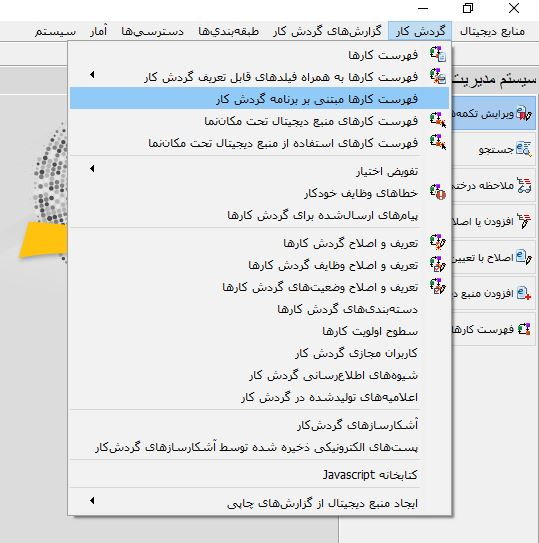 منابع دیجیتال گردش کار گزارش‌های گردش کار طبقه‌بندی‌ها دسترسی‌ها آمار سیستم
فهرست کارها
فهرست کارها به همراه فیلدهای قابل تعریف گردش کار
فهرست کارها مبتنی بر برنامه گردش کار
فهرست کارهای منبع دیجیتال تحت مکان‌نما
فهرست کارهای استفاده از منبع دیجیتال تحت مکان‌نما
تفویض اختیار
خطاهای وظایف خودکار
پیام‌های ارسال‌شده برای گردش کارها
تعریف و اصلاح گردش کارها
تعریف و اصلاح وظایف گردش کارها
تعریف و اصلاح وضعیت‌های گردش کارها
دسته‌بندی‌های گردش کار
سطوح اولویت کارها
کاربران مجازی گردش کار
شیوه‌های اطلاع‌رسانی گردش کار
اعلامیه‌های تولیدشده در گردش کار
آشکارسازهای گردش‌کار
پست‌های الکترونیکی ذخیره شده توسط آشکارسازهای گردش‌کار
کتابخانه Javascript
ایجاد منبع دیجیتال از گزارش‌های چاپی
سیستم مدیریت
ویرایش تکمه‌
جستجو
ملاحظه درختی
افزودن یا اصلا
اصلاح با تعیین
افزودن منبع دی
فهرست کارها